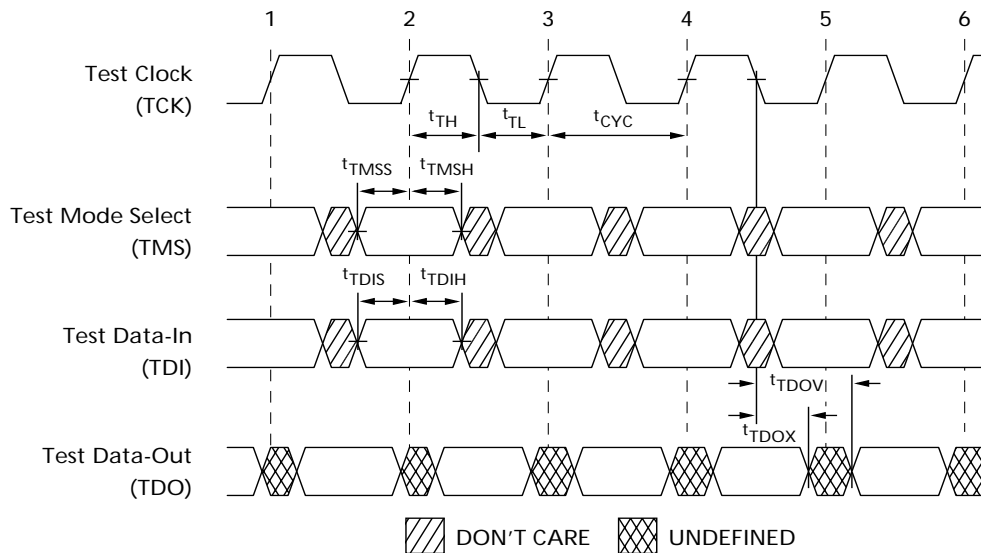 1 2 3 4 5 6
Test Clock
(TCK)
tTH tTL tCYC
tTMSS tTMSH
Test Mode Select
(TMS)
tTDIS tTDIH
Test Data-In
(TDI)
tTDOV
tTDOX
Test Data-Out
(TDO)
DON'T CARE UNDEFINED